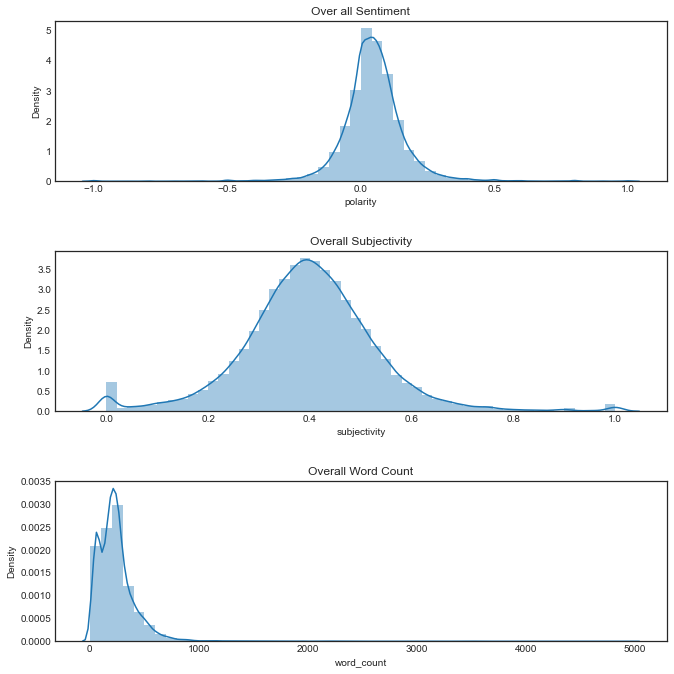 Over all Sentiment
5
4
3
2
1
0
Density
−1.0 −0.5 0.0 0.5 1.0
polarity
Overall Subjectivity
3.5
3.0
2.5
2.0
1.5
1.0
0.5
0.0
Density
0.0 0.2 0.4 0.6 0.8 1.0
subjectivity
Overall Word Count
0.0035
0.0030
0.0025
0.0020
0.0015
0.0010
0.0005
0.0000
Density
0 1000 2000 3000 4000 5000
word_count